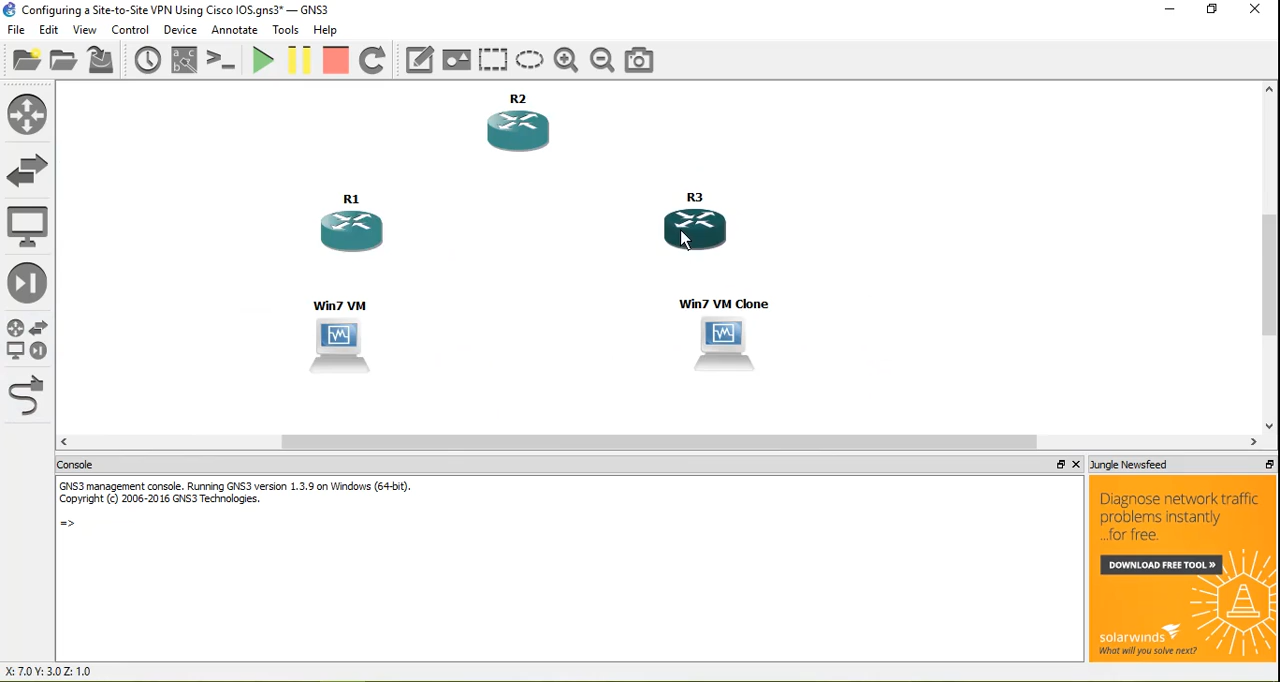 Configuring a Site-to-Site VPN Using Cisco IOS.gns3* — GNS3
File Edit View Control Device Annotate Tools Help
R2
R1
R3
Win7 VM
Win7 VM Clone
Console
GNS3 management console. Running GNS3 version 1.3.9 on Windows (64-bit).
Copyright (c) 2006-2016 GNS3 Technologies.
=>
Jungle Newsfeed
Diagnose network traffic
problems instantly
...for free.
DOWNLOAD FREE TOOL »
solarwinds
What will you solve next?
X: 7.0 Y: 3.0 Z: 1.0